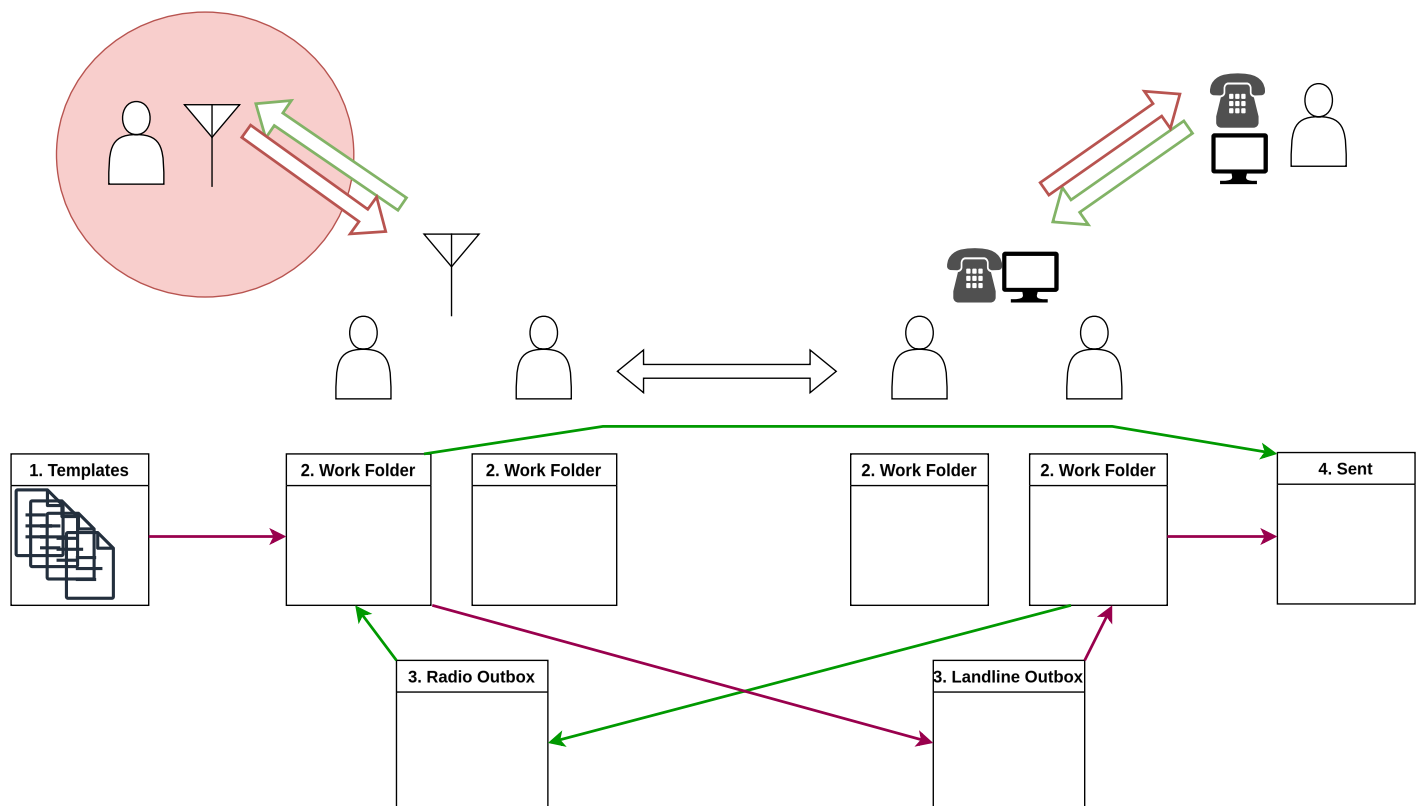 1. Templates
2. Work Folder
2. Work Folder
2. Work Folder
2. Work Folder
4. Sent
3. Radio Outbox
3. Landline Outbox